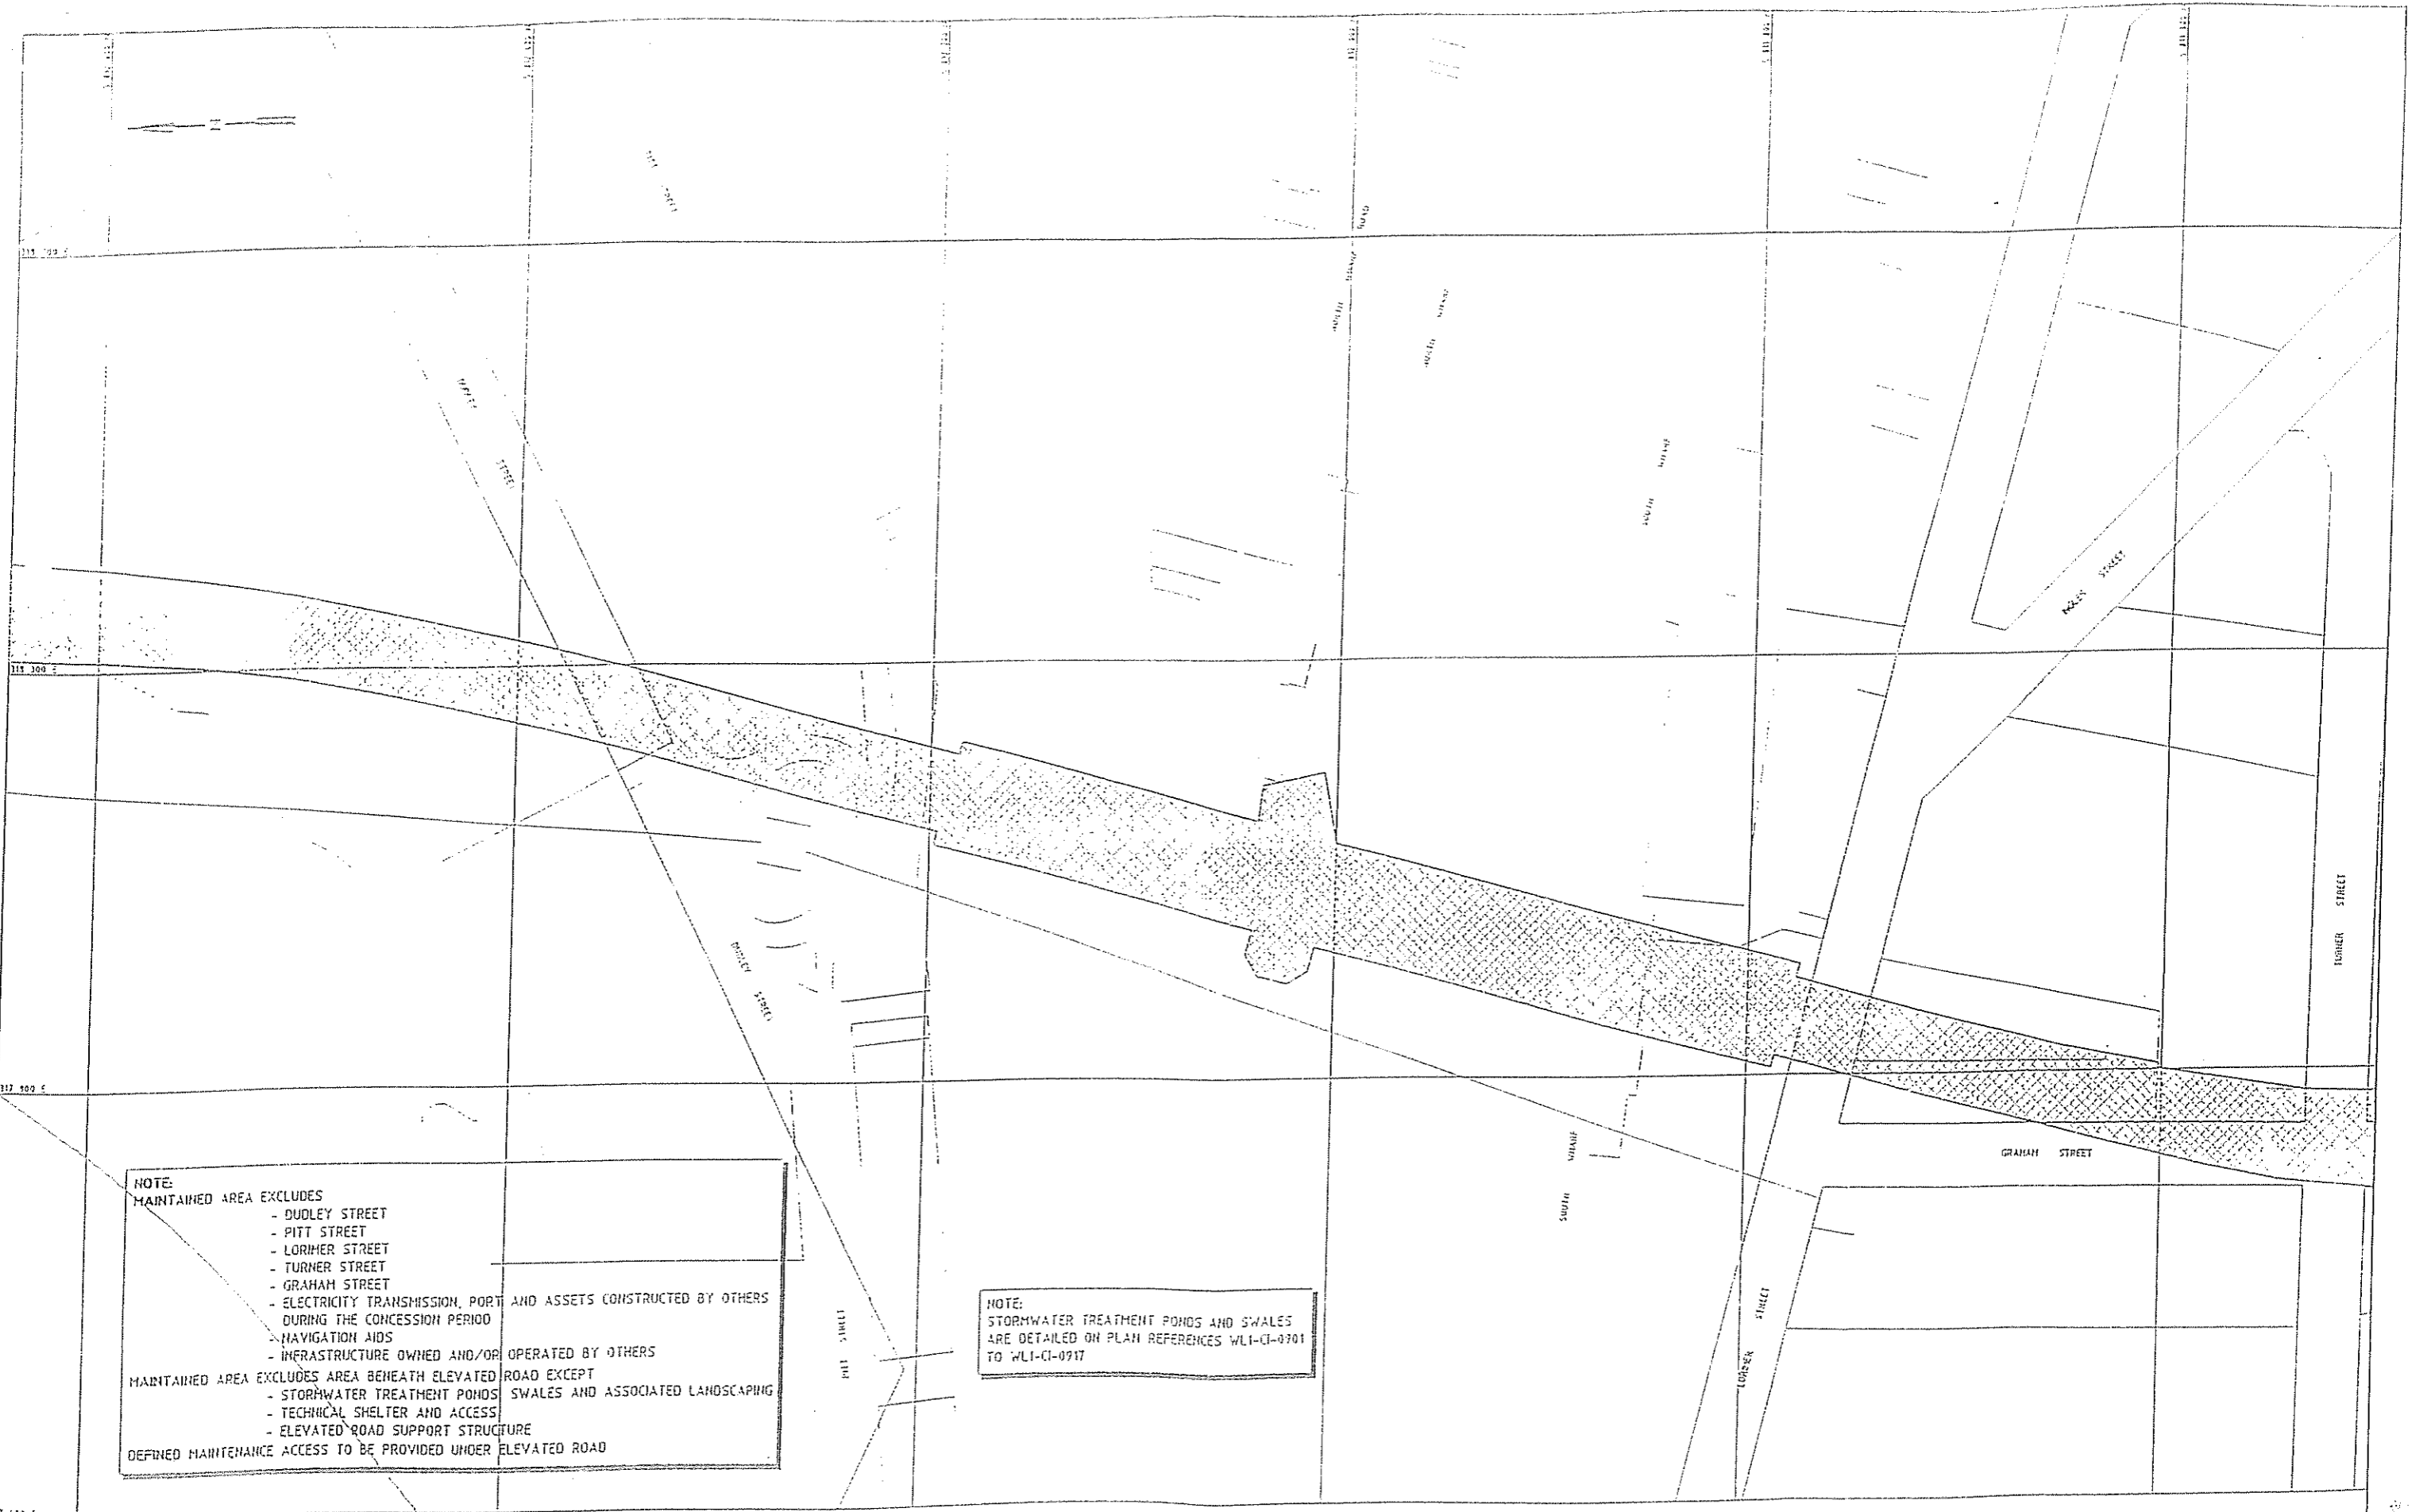 NOTE:
MAINTAINED AREA EXCLUDES
- DUDLEY STREET
- PITT STREET
- LORIMER STREET
- TURNER STREET
- GRAHAM STREET
- ELECTRICITY TRANSMISSION, PORT AND ASSETS CONSTRUCTED BY OTHERS
DURING THE CONCESSION PERIOD
- NAVIGATION AIDS
- INFRASTRUCTURE OWNED AND/OR OPERATED BY OTHERS
MAINTAINED AREA EXCLUDES AREA BENEATH ELEVATED ROAD EXCEPT
- STORMWATER TREATMENT PONDS SWALES AND ASSOCIATED LANDSCAPING
- TECHNICAL SHELTER AND ACCESS
- ELEVATED ROAD SUPPORT STRUCTURE
DEFINED MAINTENANCE ACCESS TO BE PROVIDED UNDER ELEVATED ROAD
NOTE:
STORMWATER TREATMENT PONDS AND SWALES
ARE DETAILED ON PLAN REFERENCES WL1-CI-0901
TO WL1-CI-0917
STREET
DUDLEY STREET
STREET
SOUTH WHARF
SOUTH WHARF
LORIMER STREET
GRAHAM STREET
TURNER STREET
STREET
N